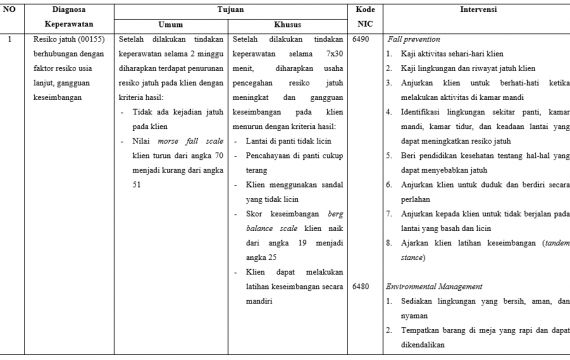 NO
Diagnosa
Keperawatan
Tujuan
Umum
Khusus
Kode
NIC
Intervensi
1
Resiko jatuh (00155)
berhubungan dengan
faktor resiko usia
lanjut, gangguan
keseimbangan
Setelah dilakukan tindakan
keperawatan selama 2 minggu
diharapkan terdapat penurunan
resiko jatuh pada klien dengan
kriteria hasil:
- Tidak ada kejadian jatuh
pada klien
- Nilai morse fall scale
klien turun dari angka 70
menjadi kurang dari angka
51
Setelah dilakukan tindakan
keperawatan selama 7x30
menit, diharapkan usaha
pencegahan resiko jatuh
meningkat dan gangguan
keseimbangan pada klien
menurun dengan kriteria hasil:
- Lantai di panti tidak licin
- Pencahayaan di panti cukup
terang
- Klien menggunakan sandal
yang tidak licin
- Skor keseimbangan berg
balance scale klien naik
dari angka 19 menjadi
angka 25
- Klien dapat melakukan
latihan keseimbangan secara
mandiri
6490
Fall prevention
1. Kaji aktivitas sehari-hari klien
2. Kaji lingkungan dan riwayat jatuh klien
3. Anjurkan klien untuk berhati-hati ketika
melakukan aktivitas di kamar mandi
4. Identifikasi lingkungan sekitar panti, kamar
mandi, kamar tidur, dan keadaan lantai yang
dapat meningkatkan resiko jatuh
5. Beri pendidikan kesehatan tentang hal-hal yang
dapat menyebabkan jatuh
6. Anjurkan klien untuk duduk dan berdiri secara
perlahan
7. Anjurkan kepada klien untuk tidak berjalan pada
lantai yang basah dan licin
8. Ajarkan klien latihan keseimbangan (tandem
stance)
6480
Environmental Management
1. Sediakan lingkungan yang bersih, aman, dan
nyaman
2. Tempatkan barang di meja yang rapi dan dapat
dikendalikan